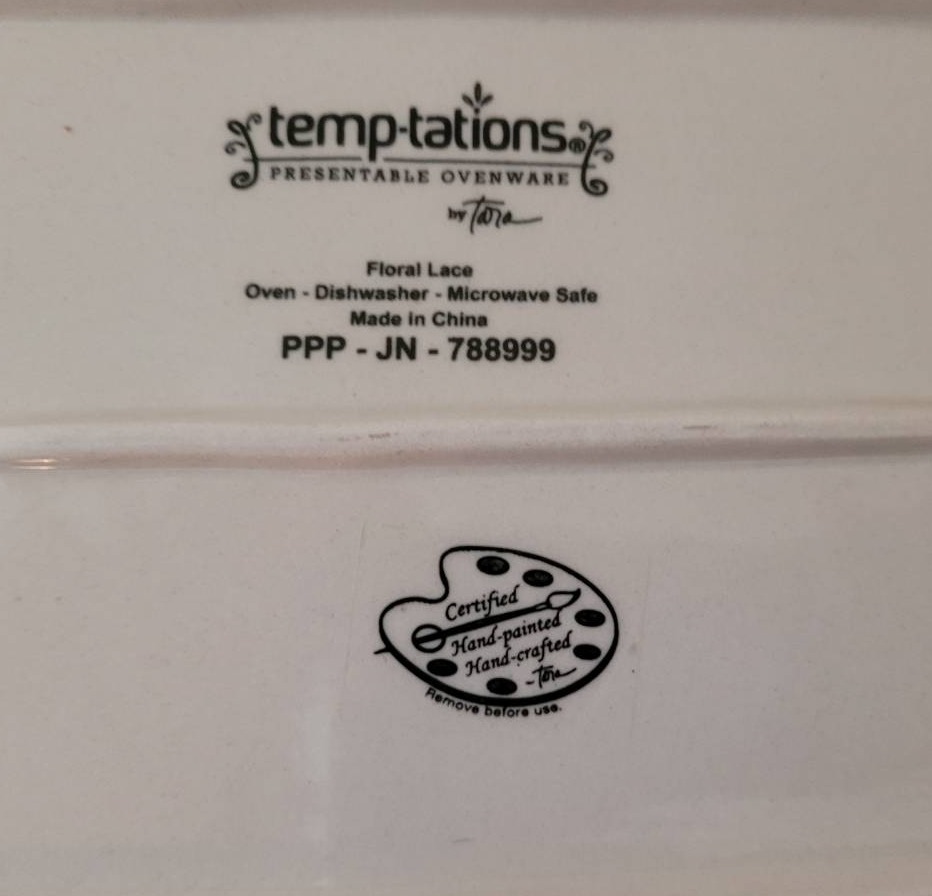 temp-tations®
PRESENTABLE OVENWARE
by Tara
Floral Lace
Oven - Dishwasher - Microwave Safe
Made in China
PPP - JN - 788999
Certified
Hand-painted
Hand-crafted
-Tara
Remove before use.